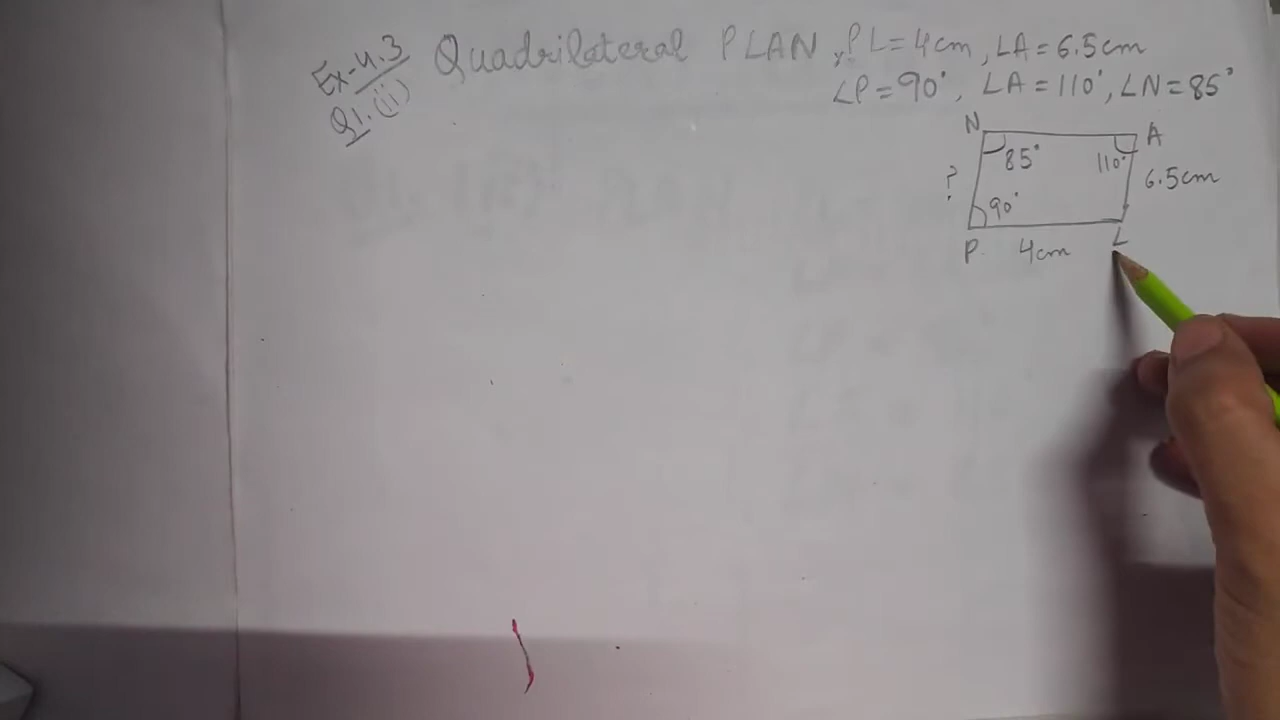 Ex-4.3 Quadrilateral PLAN, PL=4cm, LA=6.5cm
Q1.(ii) ∠P=90°, ∠A=110°, ∠N=85°
N A
85° 110°
? 6.5cm
90°
P 4cm L